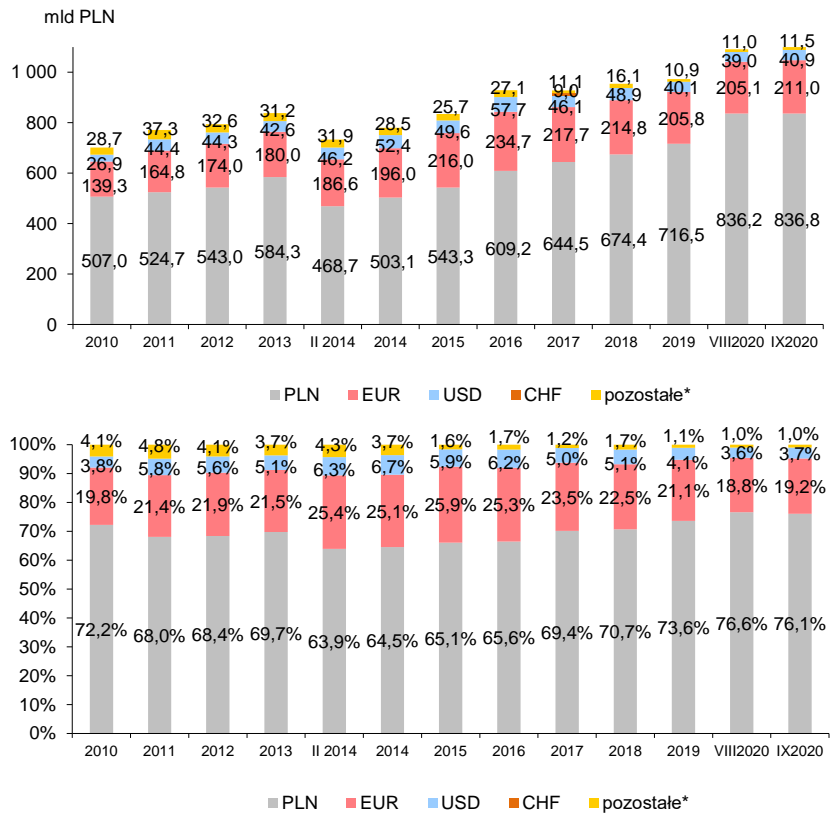 mld PLN
1 000
800
600
400
200
0
28,7 37,3 32,6 31,2 31,9 28,5 25,7 27,1 11,1 16,1 10,9 11,0 11,5
9,0
26,9 44,4 44,3 42,6 46,2 52,4 49,6 57,7 46,1 48,9 40,1 39,0 40,9
139,3 164,8 174,0 180,0 186,6 196,0 216,0 234,7 217,7 214,8 205,8 205,1 211,0
507,0 524,7 543,0 584,3 468,7 503,1 543,3 609,2 644,5 674,4 716,5 836,2 836,8
2010 2011 2012 2013 II 2014 2014 2015 2016 2017 2018 2019 VIII2020 IX2020
PLN EUR USD CHF pozostałe*
100%
90%
80%
70%
60%
50%
40%
30%
20%
10%
0%
4,1% 4,8% 4,1% 3,7% 4,3% 3,7% 1,6% 1,7% 1,2% 1,7% 1,1% 1,0% 1,0%
3,8% 5,8% 5,6% 5,1% 6,3% 6,7% 5,9% 6,2% 5,0% 5,1% 4,1% 3,6% 3,7%
19,8% 21,4% 21,9% 21,5% 25,4% 25,1% 25,9% 25,3% 23,5% 22,5% 21,1% 18,8% 19,2%
72,2% 68,0% 68,4% 69,7% 63,9% 64,5% 65,1% 65,6% 69,4% 70,7% 73,6% 76,6% 76,1%
2010 2011 2012 2013 II 2014 2014 2015 2016 2017 2018 2019 VIII2020 IX2020
PLN EUR USD CHF pozostałe*